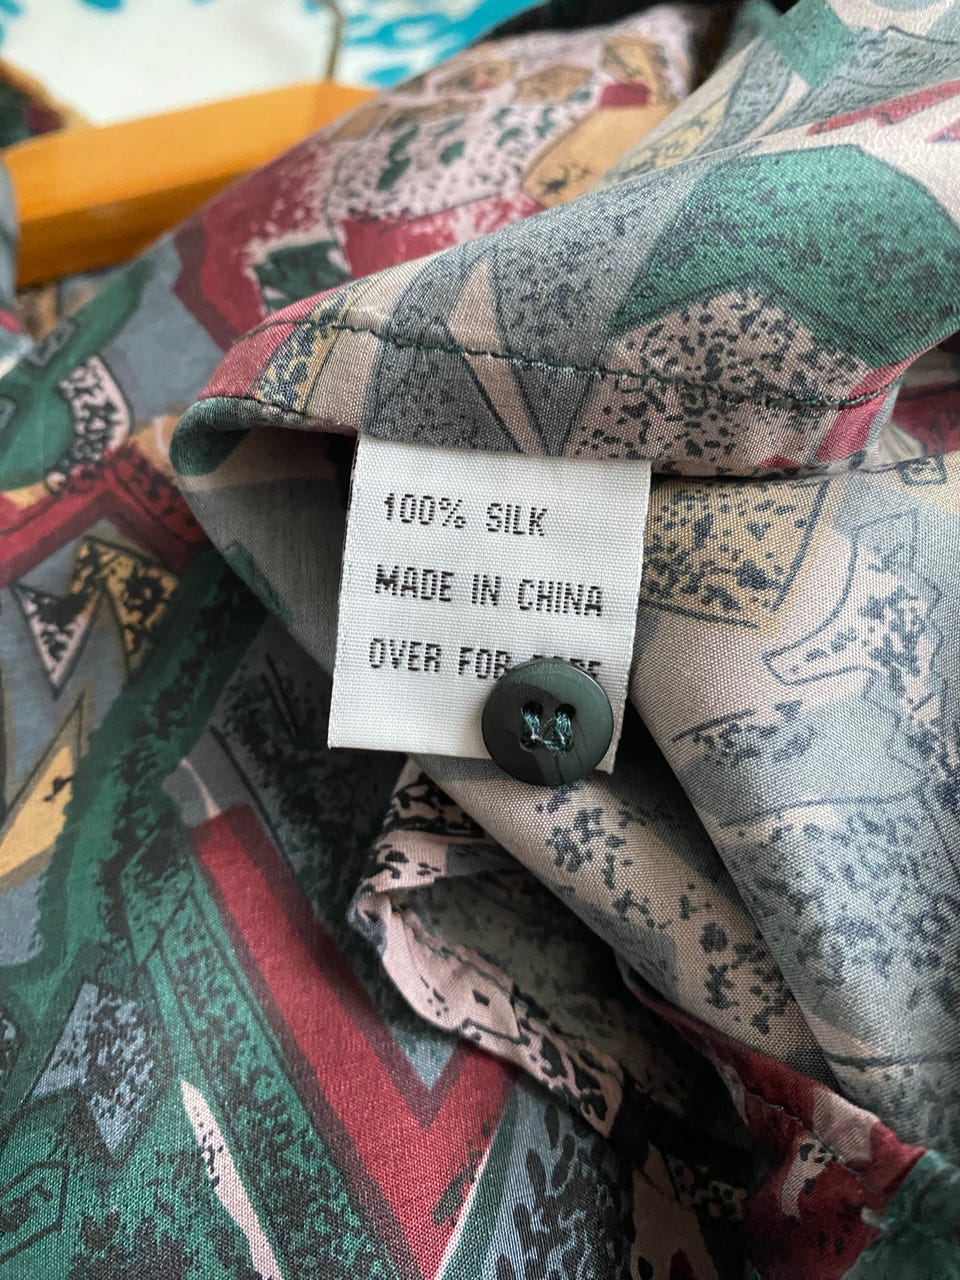 100% SILK
MADE IN CHINA
OVER FOR